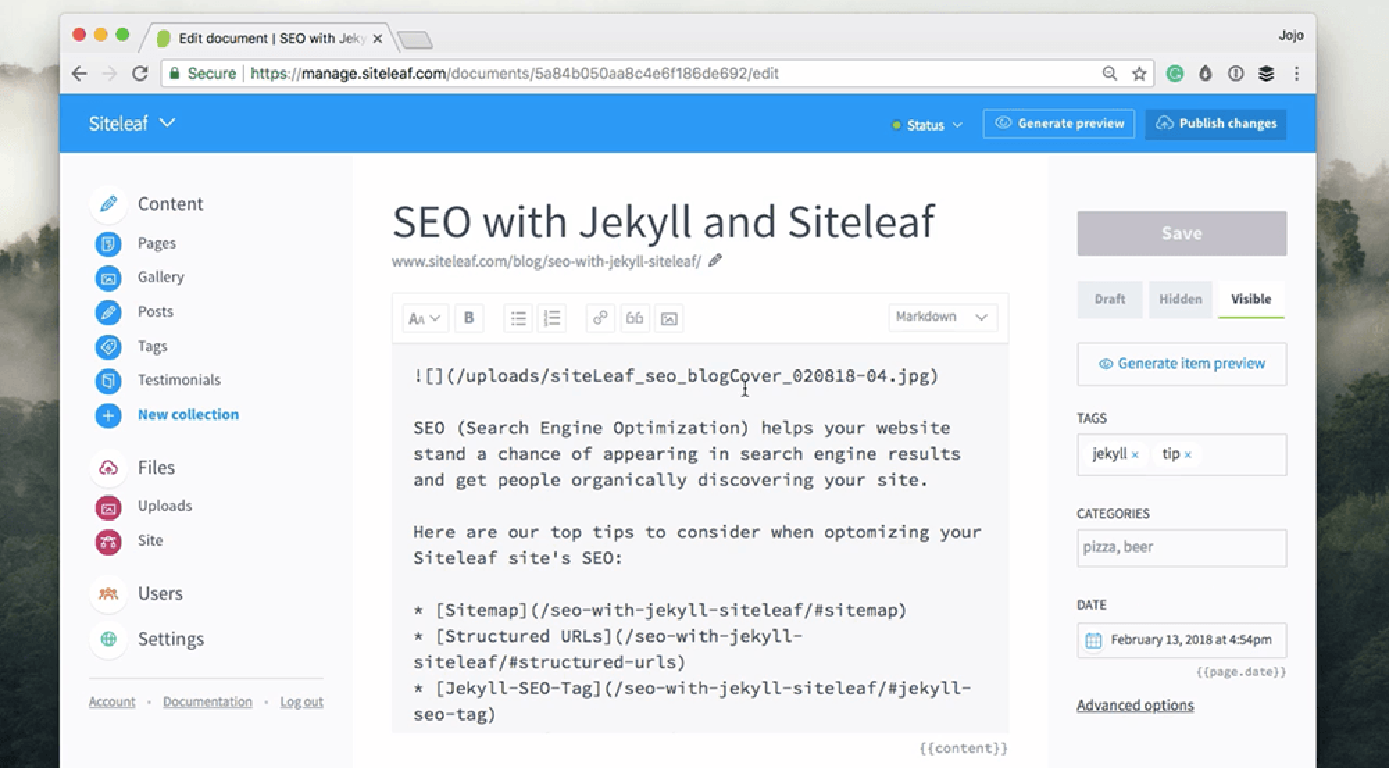 Edit document | SEO with Jeky
Jojo
Secure https://manage.siteleaf.com/documents/5a84b050aa8c4e6f186de692/edit
Siteleaf
Status
Generate preview
Publish changes
Content
Pages
Gallery
Posts
Tags
Testimonials
New collection
Files
Uploads
Site
Users
Settings
Account • Documentation • Log out
SEO with Jekyll and Siteleaf
www.siteleaf.com/blog/seo-with-jekyll-siteleaf/
AA
B
Markdown
![](/uploads/siteLeaf_seo_blogCover_020818-04.jpg)
SEO (Search Engine Optimization) helps your website
stand a chance of appearing in search engine results
and get people organically discovering your site.
Here are our top tips to consider when optomizing your
Siteleaf site's SEO:
* [Sitemap](/seo-with-jekyll-siteleaf/#sitemap)
* [Structured URLs](/seo-with-jekyll-
siteleaf/#structured-urls)
* [Jekyll-SEO-Tag](/seo-with-jekyll-siteleaf/#jekyll-
seo-tag)
{{content}}
Save
Draft
Hidden
Visible
Generate item preview
TAGS
jekyll × tip ×
CATEGORIES
pizza, beer
DATE
February 13, 2018 at 4:54pm
{{page.date}}
Advanced options